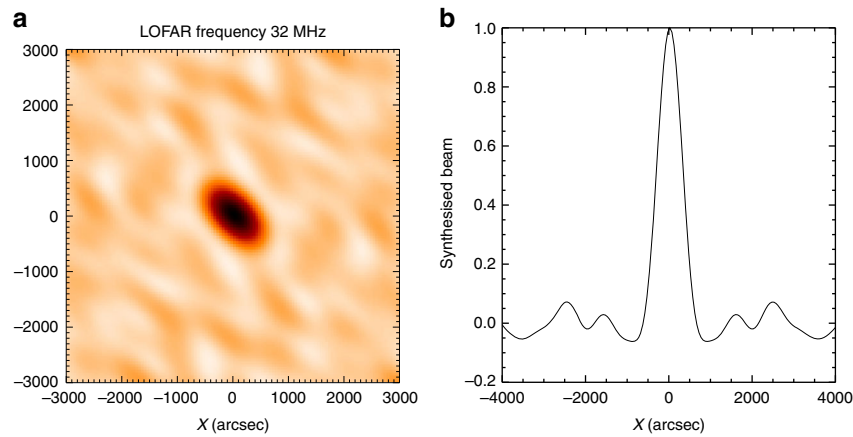 a
LOFAR frequency 32 MHz
3000
2000
1000
0
–1000
–2000
–3000
–3000 –2000 –1000 0 1000 2000 3000
X (arcsec)
b
Synthesised beam
1.0
0.8
0.6
0.4
0.2
0.0
–0.2
–4000 –2000 0 2000 4000
X (arcsec)